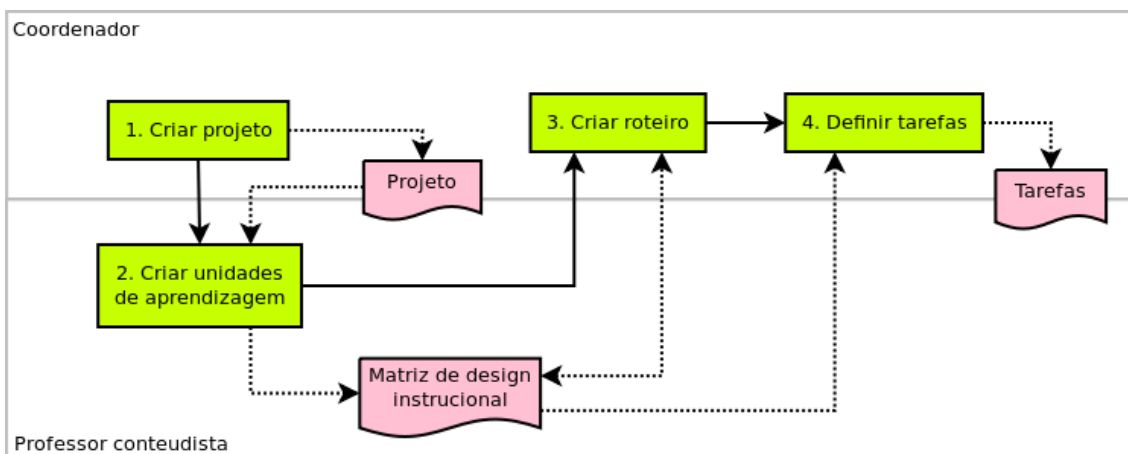 Coordenador
1. Criar projeto
3. Criar roteiro
4. Definir tarefas
Projeto
Tarefas
2. Criar unidades
de aprendizagem
Matriz de design
instrucional
Professor conteudista